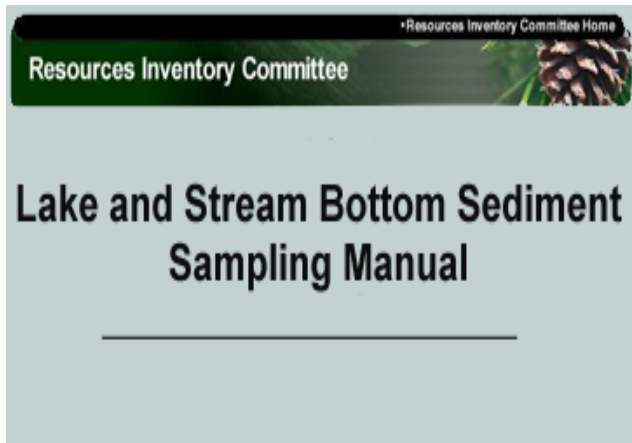 •Resources Inventory Committee Home
Resources Inventory Committee
Lake and Stream Bottom Sediment
Sampling Manual